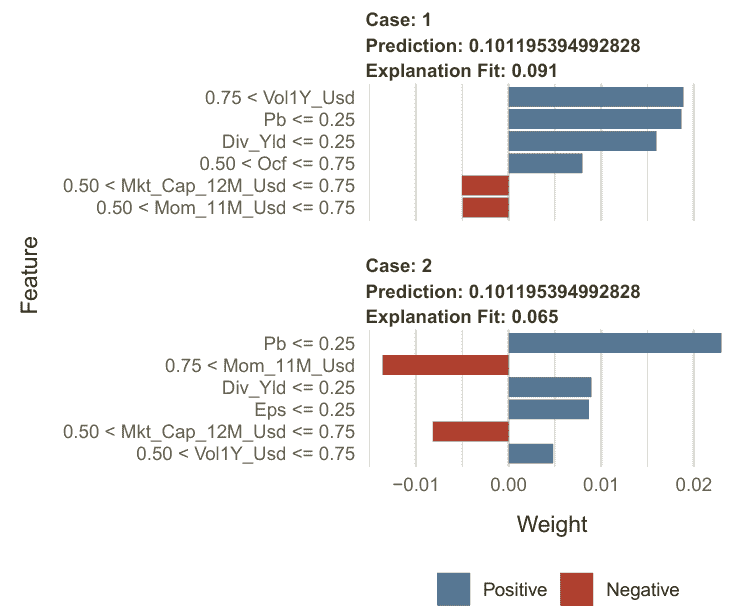 Case: 1
Prediction: 0.101195394992828
Explanation Fit: 0.091
0.75 < Vol1Y_Usd
Pb <= 0.25
Div_Yld <= 0.25
0.50 < Ocf <= 0.75
0.50 < Mkt_Cap_12M_Usd <= 0.75
0.50 < Mom_11M_Usd <= 0.75
Feature
Case: 2
Prediction: 0.101195394992828
Explanation Fit: 0.065
Pb <= 0.25
0.75 < Mom_11M_Usd
Div_Yld <= 0.25
Eps <= 0.25
0.50 < Mkt_Cap_12M_Usd <= 0.75
0.50 < Vol1Y_Usd <= 0.75
−0.01 0.00 0.01 0.02
Weight
Positive Negative